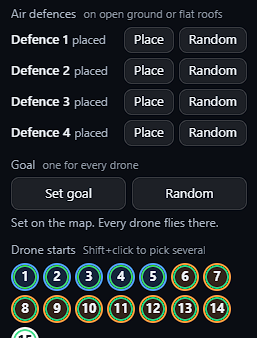 Air defences on open ground or flat roofs
Defence 1 placed Place Random
Defence 2 placed Place Random
Defence 3 placed Place Random
Defence 4 placed Place Random
Goal one for every drone
Set goal Random
Set on the map. Every drone flies there.
Drone starts Shift+click to pick several
1 2 3 4 5 6 7
8 9 10 11 12 13 14
15